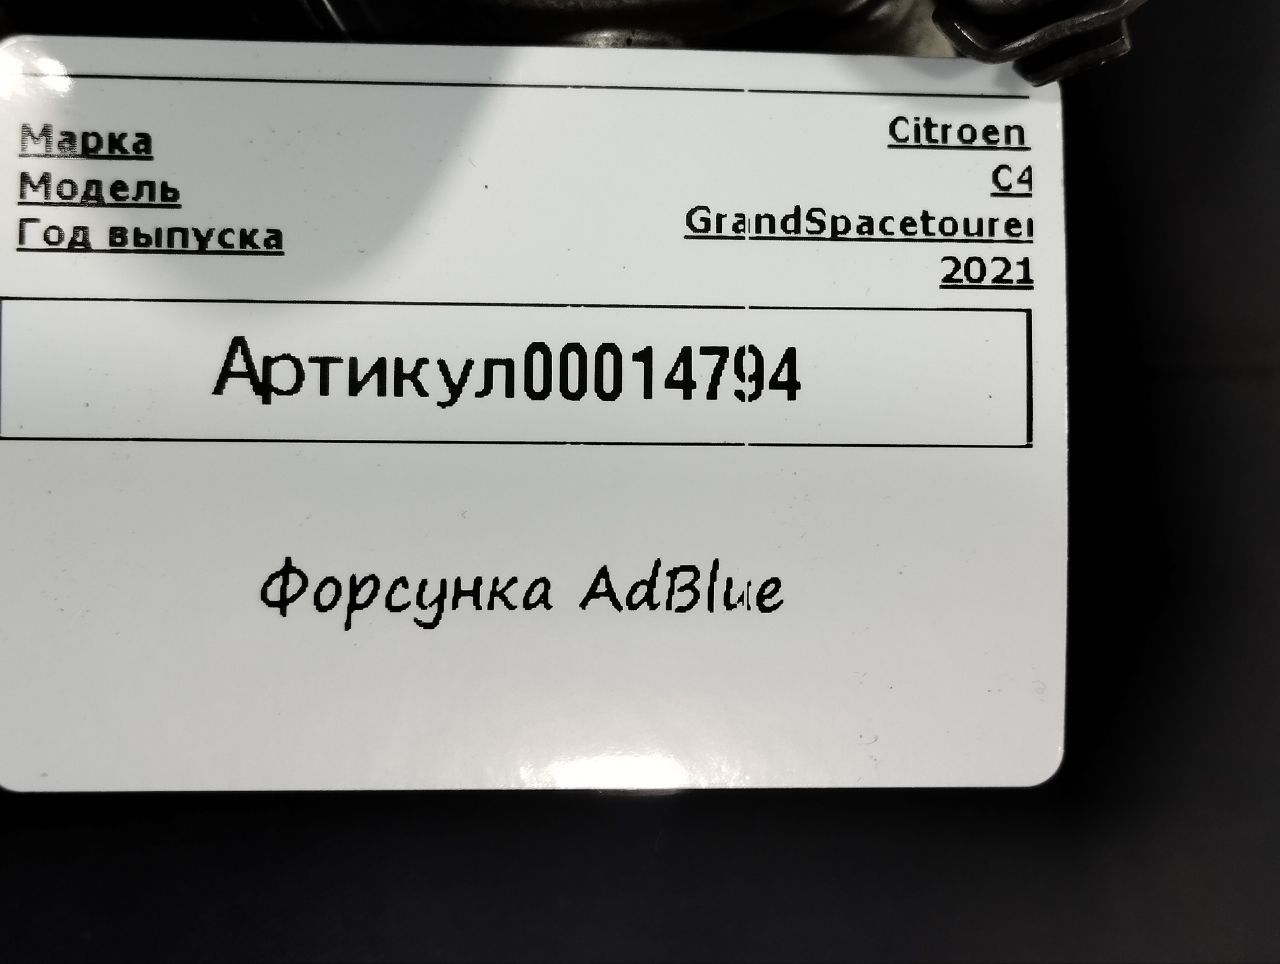 Марка Citroen
Модель C4
GrandSpacetourer
Год выпуска 2021
Артикул00014794
Форсунка AdBlue